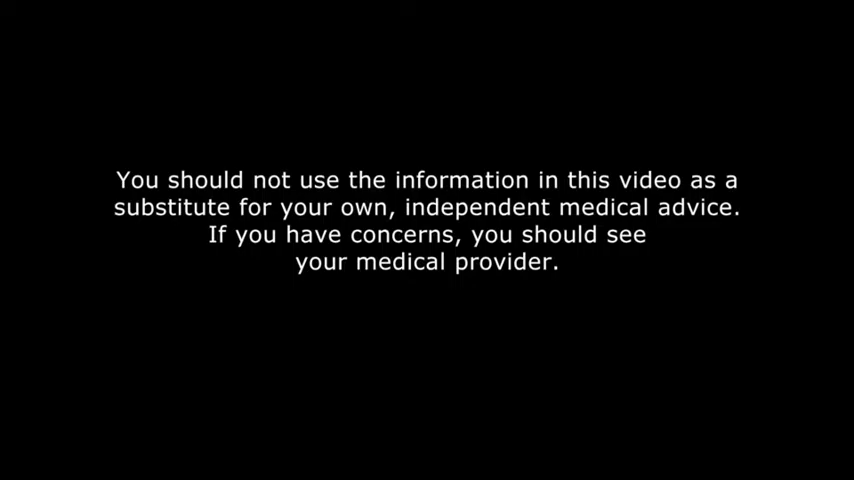 You should not use the information in this video as a
substitute for your own, independent medical advice.
If you have concerns, you should see
your medical provider.